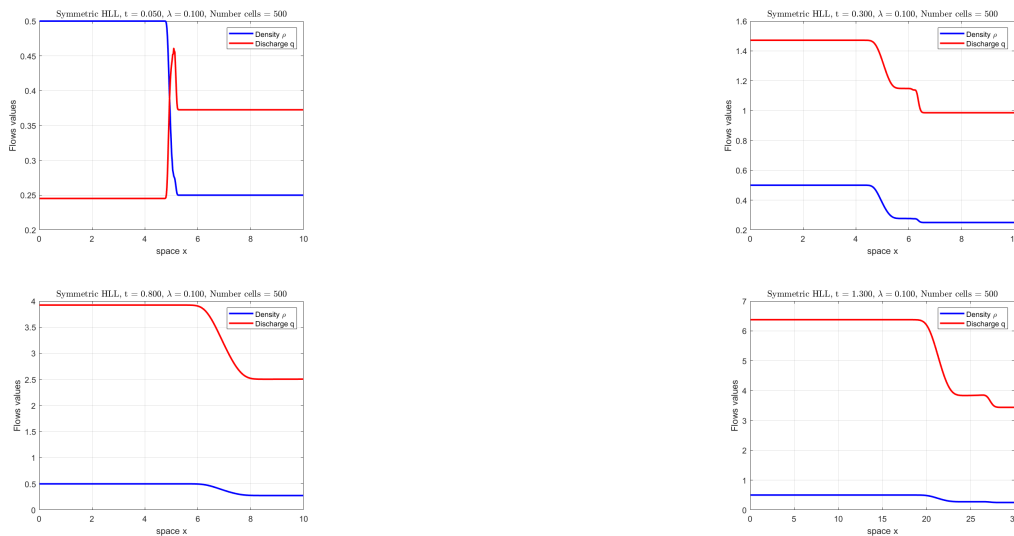 Symmetric HLL, t = 0.050, λ = 0.100, Number cells = 500
Density ρ
Discharge q
0.5
0.45
0.4
0.35
0.3
0.25
0.2
Flows values
0 2 4 6 8 10
space x
Symmetric HLL, t = 0.300, λ = 0.100, Number cells = 500
Density ρ
Discharge q
1.6
1.4
1.2
1
0.8
0.6
0.4
0.2
Flows values
0 2 4 6 8
space x
Symmetric HLL, t = 0.800, λ = 0.100, Number cells = 500
Density ρ
Discharge q
4
3.5
3
2.5
2
1.5
1
0.5
0
Flows values
0 2 4 6 8 10
space x
Symmetric HLL, t = 1.300, λ = 0.100, Number cells = 500
Density ρ
Discharge q
7
6
5
4
3
2
1
0
Flows values
0 5 10 15 20 25
space x